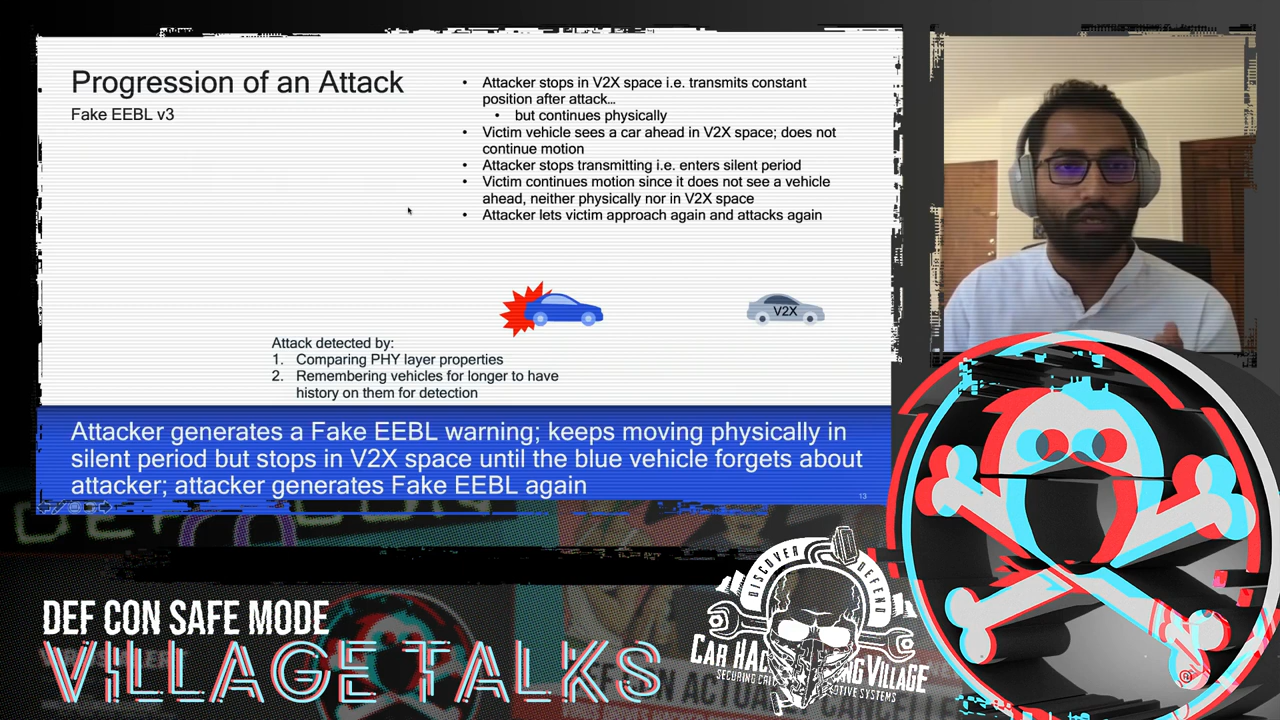 Progression of an Attack
Fake EEBL v3
• Attacker stops in V2X space i.e. transmits constant
position after attack…
• but continues physically
• Victim vehicle sees a car ahead in V2X space; does not
continue motion
• Attacker stops transmitting i.e. enters silent period
• Victim continues motion since it does not see a vehicle
ahead, neither physically nor in V2X space
• Attacker lets victim approach again and attacks again
V2X
Attack detected by:
1. Comparing PHY layer properties
2. Remembering vehicles for longer to have
history on them for detection
Attacker generates a Fake EEBL warning; keeps moving physically in
silent period but stops in V2X space until the blue vehicle forgets about
attacker; attacker generates Fake EEBL again
13
DEF CON
DEF CON SAFE MODE
VILLAGE TALKS
DISCOVER
DEFEND
®